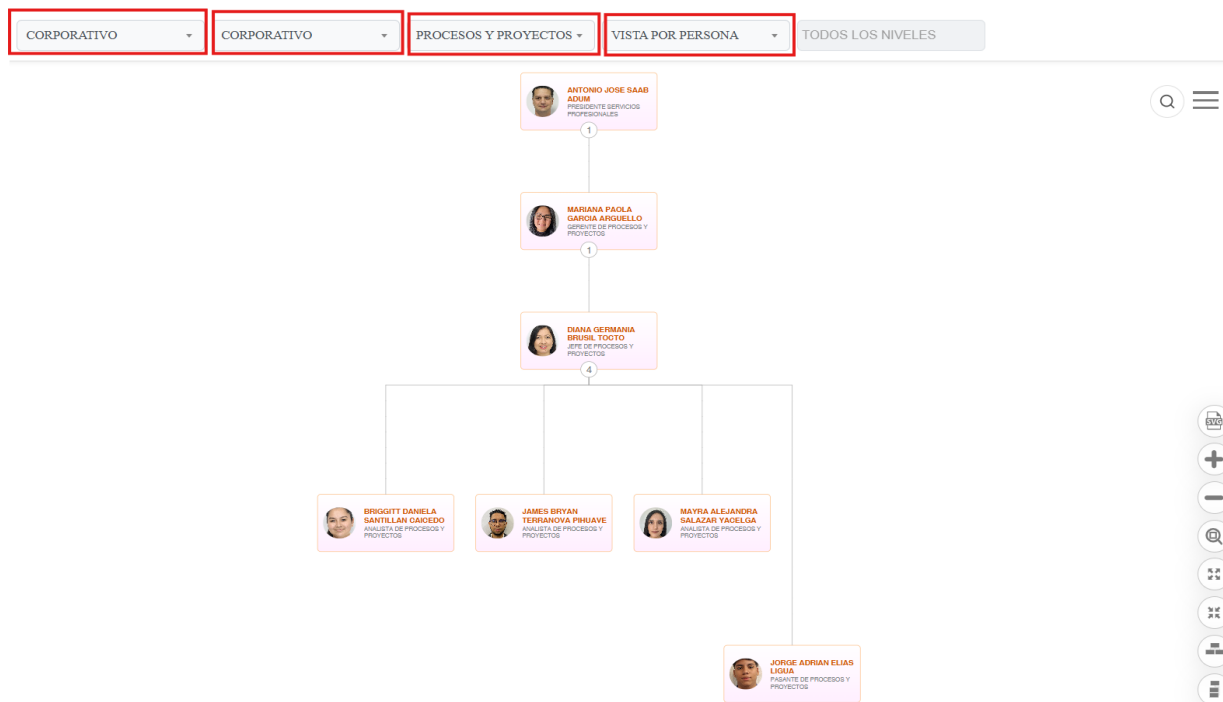 CORPORATIVO
CORPORATIVO
PROCESOS Y PROYECTOS
VISTA POR PERSONA
TODOS LOS NIVELES
ANTONIO JOSE SAAB
ADUM
PRESIDENTE SERVICIOS
PROFESIONALES
1
MARIANA PAOLA
GARCIA ARGUELLO
GERENTE DE PROCESOS Y
PROYECTOS
1
DIANA GERMANIA
BRUSIL TOCTO
JEFE DE PROCESOS Y
PROYECTOS
4
BRIGGITT DANIELA
SANTILLAN CAICEDO
ANALISTA DE PROCESOS Y
PROYECTOS
JAMES BRYAN
TERRANOVA PIHUAVE
ANALISTA DE PROCESOS Y
PROYECTOS
MAYRA ALEJANDRA
SALAZAR YACELGA
ANALISTA DE PROCESOS Y
PROYECTOS
JORGE ADRIAN ELIAS
LIGUA
PASANTE DE PROCESOS Y
PROYECTOS
SVG